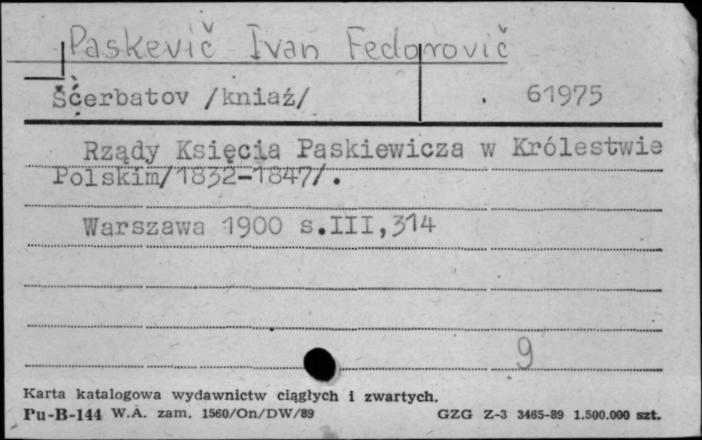 Paskevič Ivan Fedorovič
Ščerbatov /kniaź/ . 61975
Rządy Księcia Paskiewicza w Królestwie
Polskim/1832-1847/.
Warszawa 1900 s.III,314
9
Karta katalogowa wydawnictw ciągłych i zwartych.
Pu-B-144 W.A. zam. 1560/On/DW/89 GZG Z-3 3465-89 1.500.000 szt.